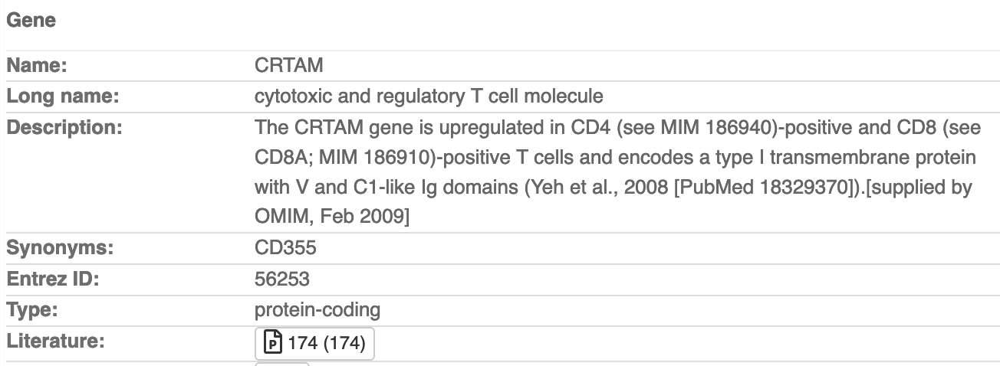 Gene
Name: CRTAM
Long name: cytotoxic and regulatory T cell molecule
Description: The CRTAM gene is upregulated in CD4 (see MIM 186940)-positive and CD8 (see
CD8A; MIM 186910)-positive T cells and encodes a type I transmembrane protein
with V and C1-like Ig domains (Yeh et al., 2008 [PubMed 18329370]).[supplied by
OMIM, Feb 2009]
Synonyms: CD355
Entrez ID: 56253
Type: protein-coding
Literature: P 174 (174)